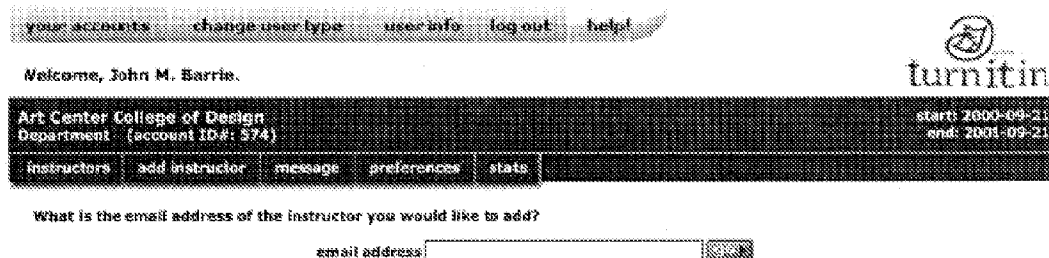 your accounts change user type user info log out help!
turnitin
Welcome, John M. Barrie.
Art Center College of Design
Department (account ID#: 574)
start: 2000-09-21
end: 2001-09-21
instructors add instructor message preferences stats
What is the email address of the instructor you would like to add?
email address